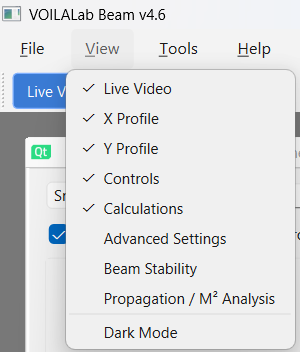 VOILALab Beam v4.6
File View Tools Help
Live V
Qt
Live Video
X Profile
Y Profile
Controls
Calculations
Advanced Settings
Beam Stability
Propagation / M² Analysis
Dark Mode